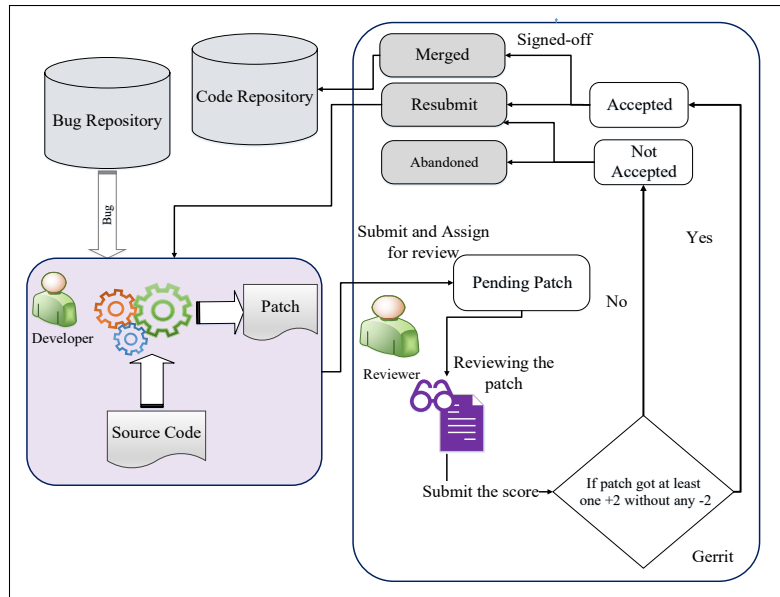 Signed-off
Merged
Code Repository
Bug Repository
Resubmit
Accepted
Abandoned
Not
Accepted
Bug
Submit and Assign
for review
Yes
Pending Patch
No
Patch
Developer
Reviewer
Reviewing the
patch
Source Code
Submit the score
If patch got at least
one +2 without any -2
Gerrit